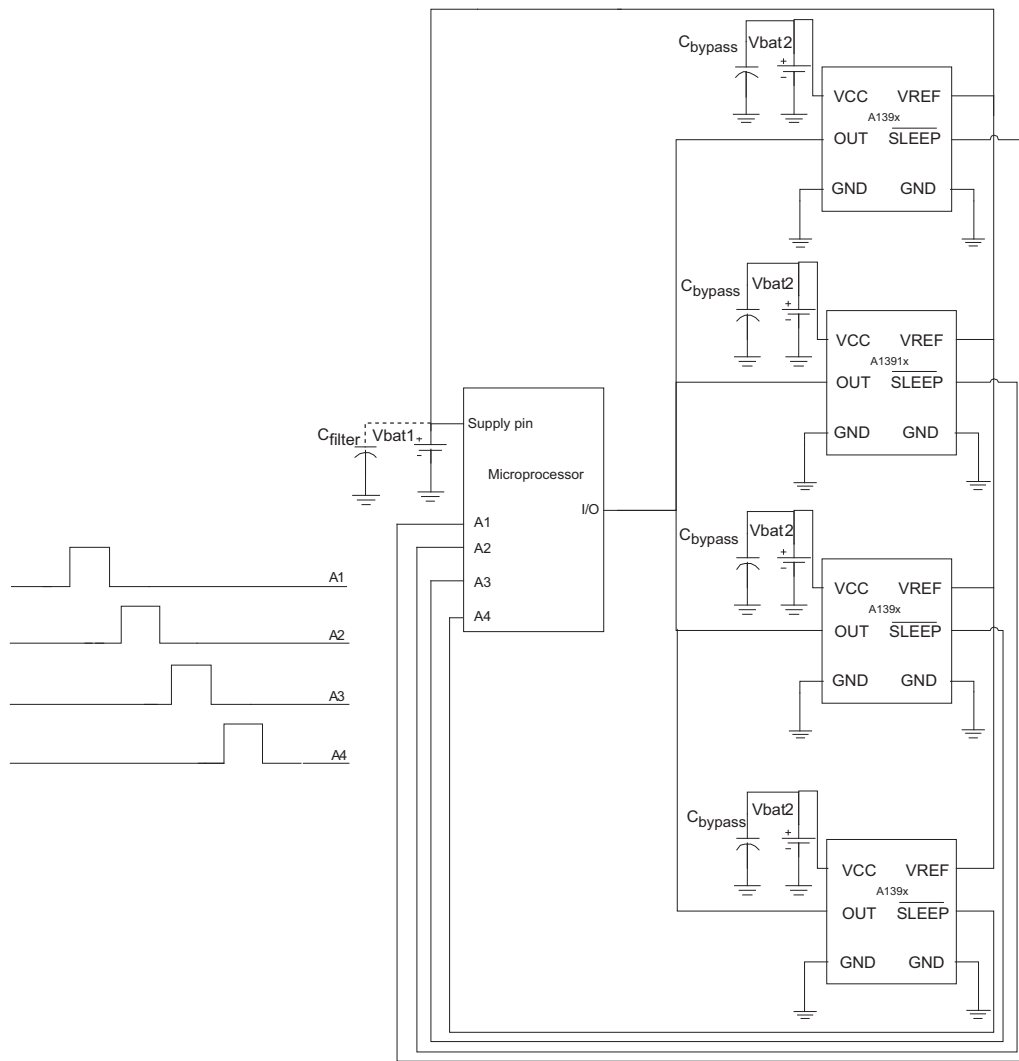 Cbypass Vbat2 + -
VCC VREF
A139x
OUT SLEEP
GND GND
Cbypass Vbat2 + -
VCC VREF
A1391x
OUT SLEEP
GND GND
Cfilter Vbat1 + -
Supply pin
Microprocessor
I/O
A1
A2
A3
A4
Cbypass Vbat2 + -
VCC VREF
A139x
OUT SLEEP
GND GND
A1
A2
A3
A4
Cbypass Vbat2 + -
VCC VREF
A139x
OUT SLEEP
GND GND